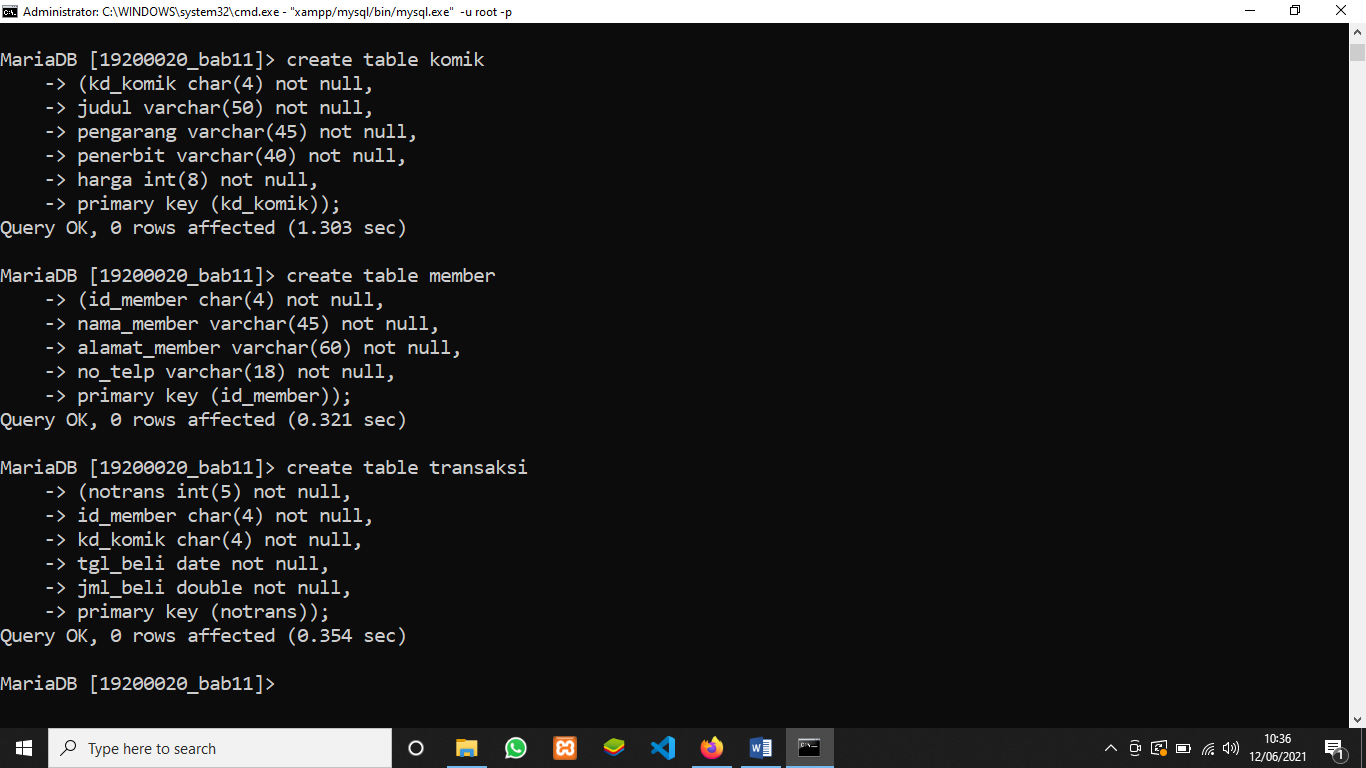 Administrator: C:\WINDOWS\system32\cmd.exe - "xampp/mysql/bin/mysql.exe" -u root -p
MariaDB [19200020_bab11]> create table komik
    -> (kd_komik char(4) not null,
    -> judul varchar(50) not null,
    -> pengarang varchar(45) not null,
    -> penerbit varchar(40) not null,
    -> harga int(8) not null,
    -> primary key (kd_komik));
Query OK, 0 rows affected (1.303 sec)
MariaDB [19200020_bab11]> create table member
    -> (id_member char(4) not null,
    -> nama_member varchar(45) not null,
    -> alamat_member varchar(60) not null,
    -> no_telp varchar(18) not null,
    -> primary key (id_member));
Query OK, 0 rows affected (0.321 sec)
MariaDB [19200020_bab11]> create table transaksi
    -> (notrans int(5) not null,
    -> id_member char(4) not null,
    -> kd_komik char(4) not null,
    -> tgl_beli date not null,
    -> jml_beli double not null,
    -> primary key (notrans));
Query OK, 0 rows affected (0.354 sec)
MariaDB [19200020_bab11]>
Type here to search
10:36
12/06/2021
1